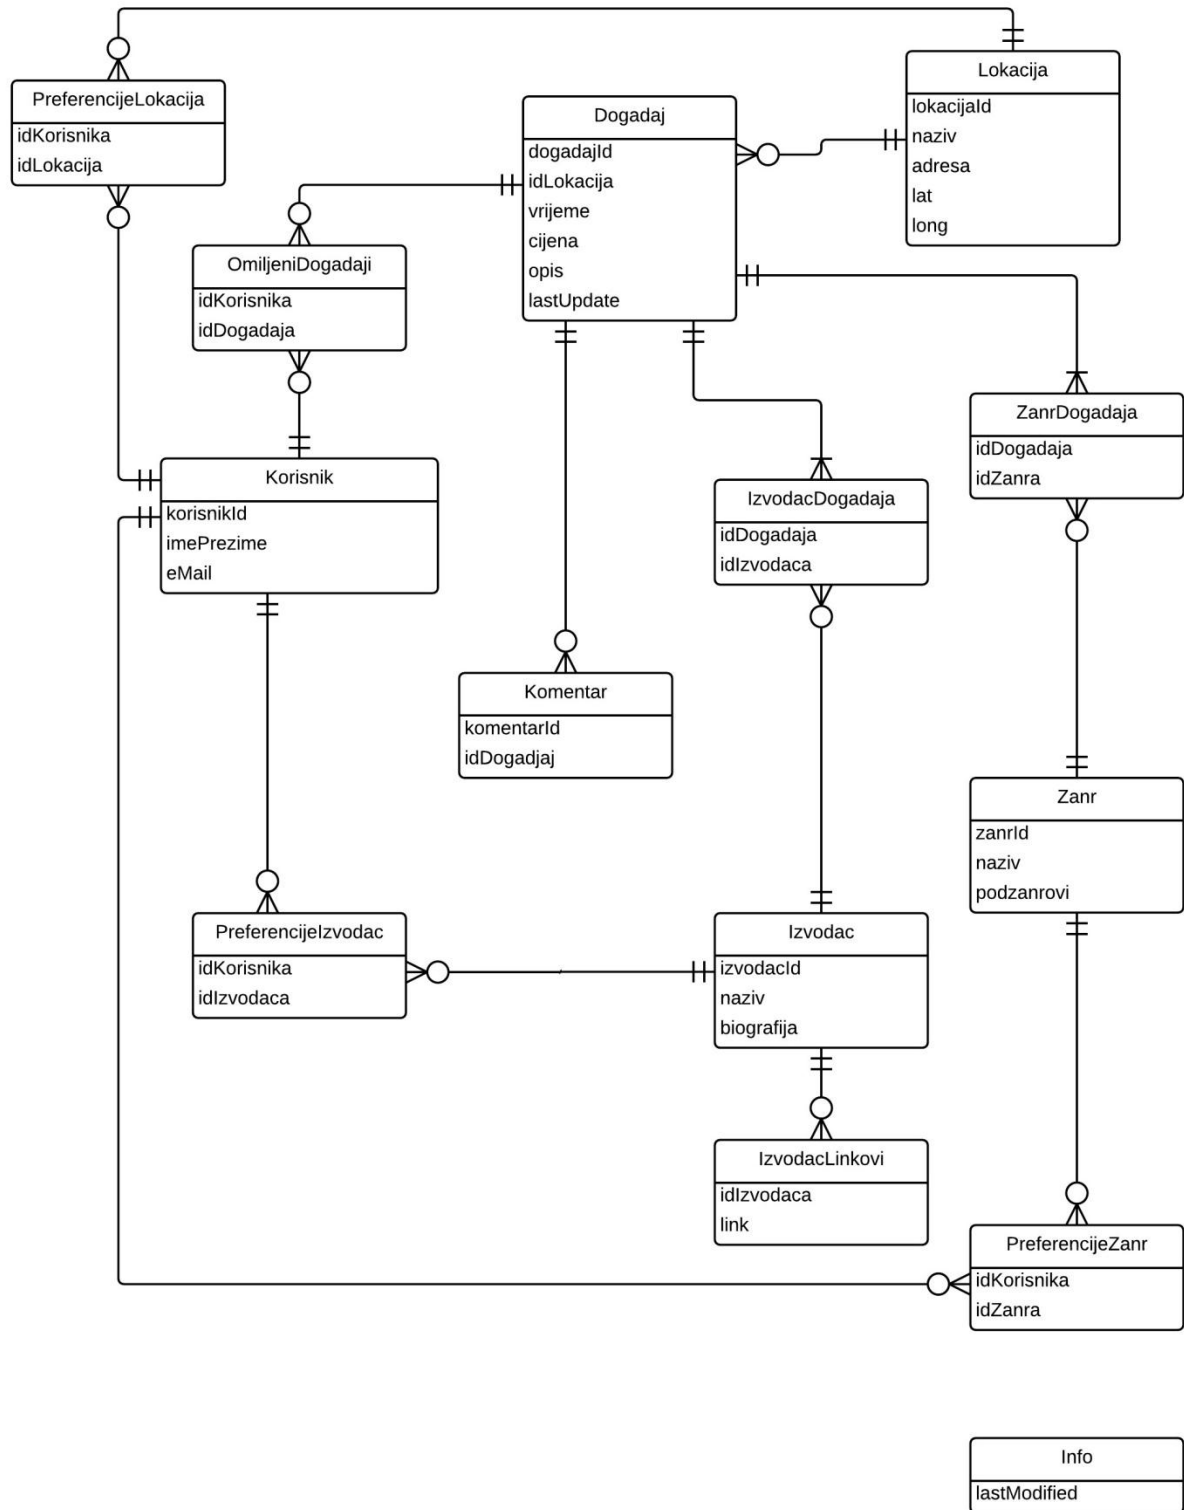 Lokacija
lokacijaId
naziv
adresa
lat
long
PreferencijeLokacija
idKorisnika
idLokacija
Dogadaj
dogadajId
idLokacija
vrijeme
cijena
opis
lastUpdate
OmiljeniDogadaji
idKorisnika
idDogadaja
ZanrDogadaja
idDogadaja
idZanra
Korisnik
korisnikId
imePrezime
eMail
IzvodacDogadaja
idDogadaja
idIzvodaca
Komentar
komentarId
idDogadjaj
Zanr
zanrId
naziv
podzanrovi
PreferencijeIzvodac
idKorisnika
idIzvodaca
Izvodac
izvodacId
naziv
biografija
IzvodacLinkovi
idIzvodaca
link
PreferencijeZanr
idKorisnika
idZanra
Info
lastModified